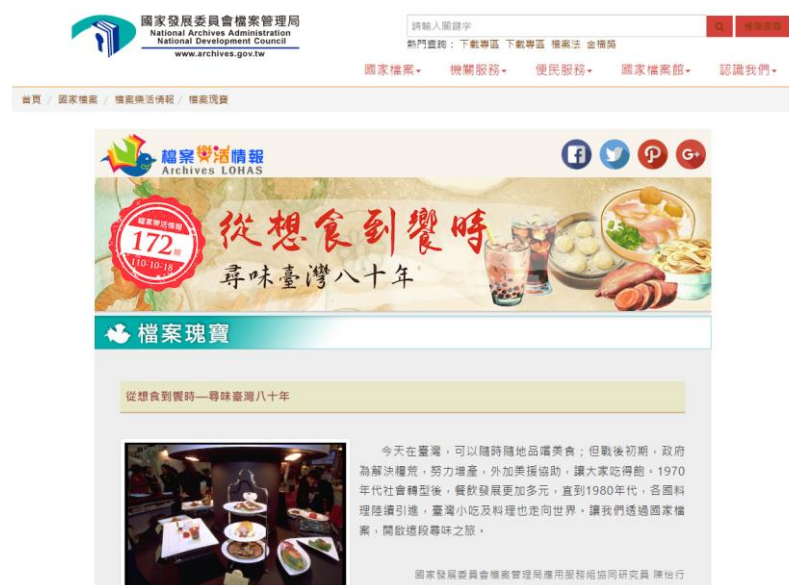 國家發展委員會檔案管理局
National Archives Administration
National Development Council
www.archives.gov.tw
請輸入關鍵字
熱門查詢：下載專區 下載專區 檔案法 金檔獎
國家檔案 機關服務 便民服務 國家檔案館 認識我們
首頁 / 國家檔案 / 檔案樂活情報 / 檔案瑰寶
檔案樂活情報
Archives LOHAS
檔案樂活情報
172期
110-10-18
從想食到饗時
尋味臺灣八十年
檔案瑰寶
從想食到饗時—尋味臺灣八十年
今天在臺灣，可以隨時隨地品嚐美食；但戰後初期，政府
為解決糧荒，努力增產，外加美援協助，讓大家吃得飽。1970
年代社會轉型後，餐飲發展更加多元，直到1980年代，各國料
理陸續引進，臺灣小吃及料理也走向世界。讓我們透過國家檔
案，開啟這段尋味之旅。
國家發展委員會檔案管理局應用服務組協同研究員 陳怡行